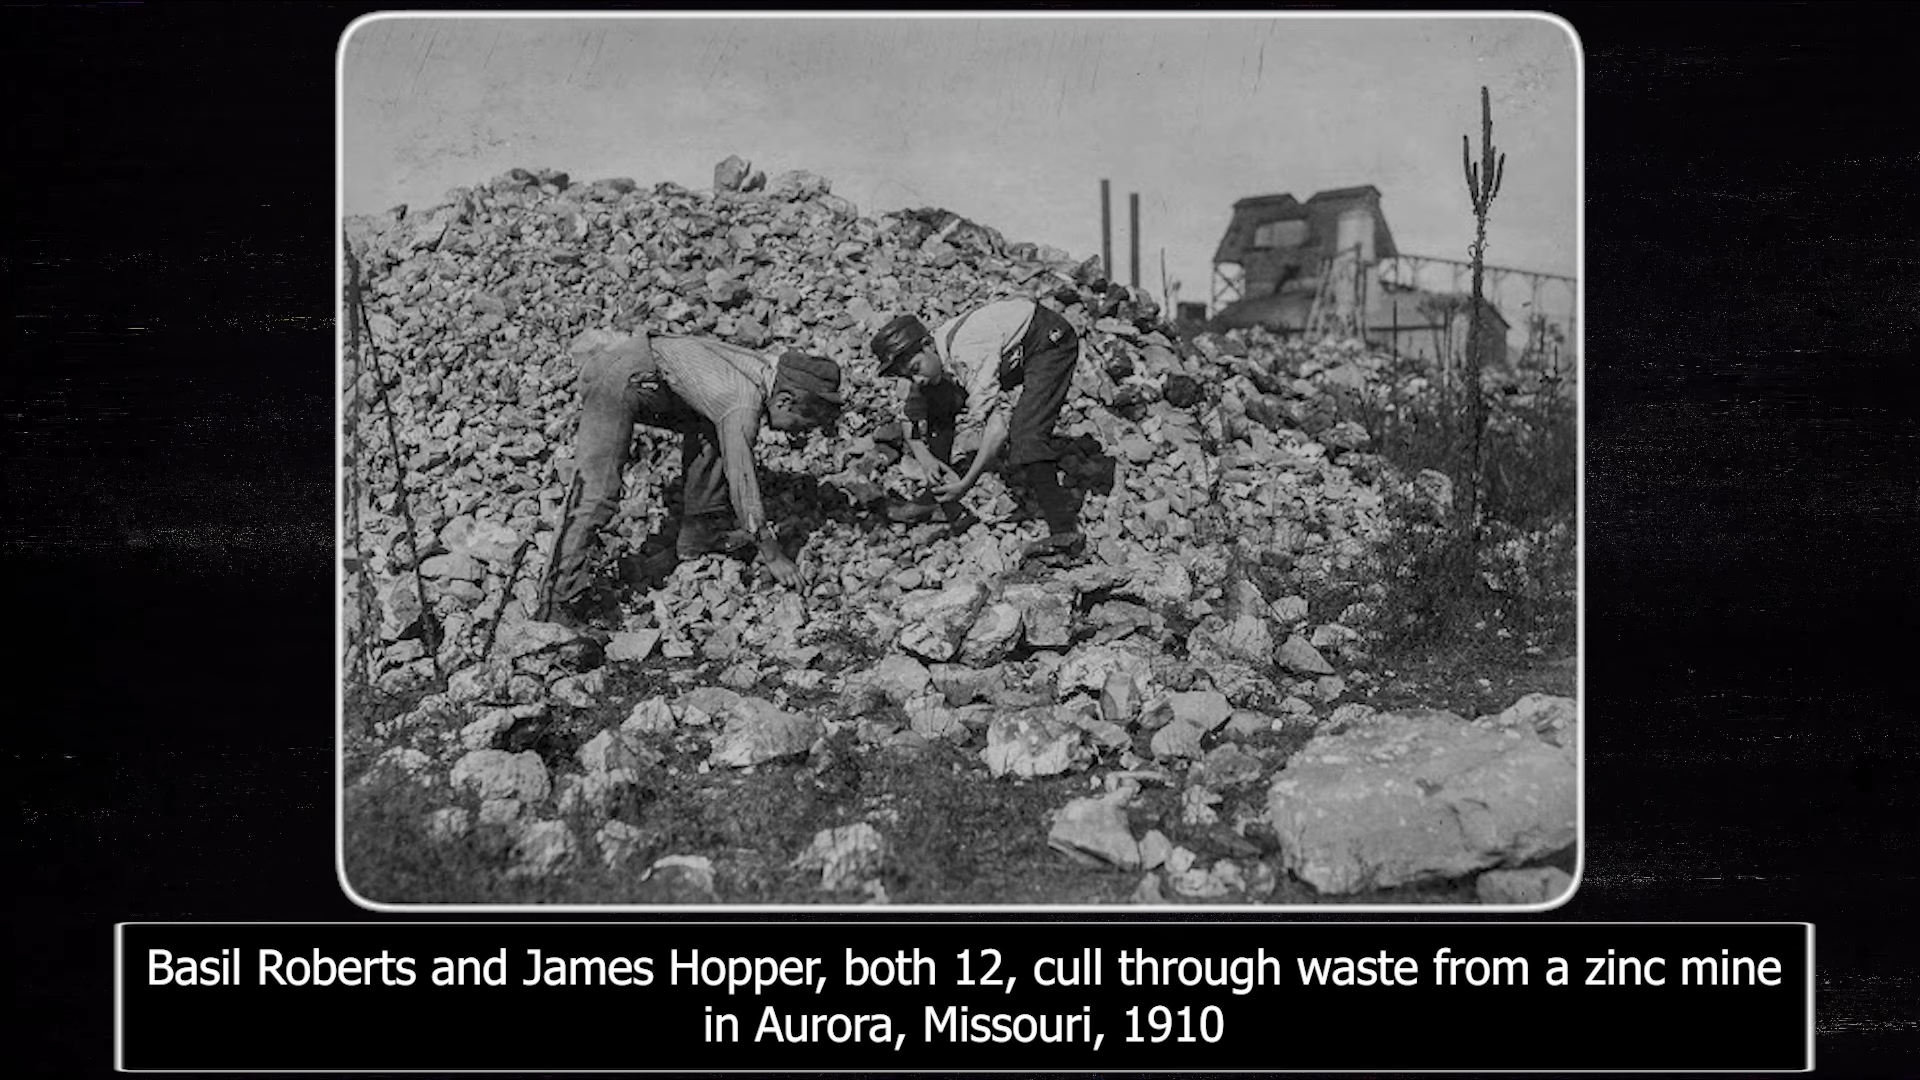 Basil Roberts and James Hopper, both 12, cull through waste from a zinc mine
in Aurora, Missouri, 1910